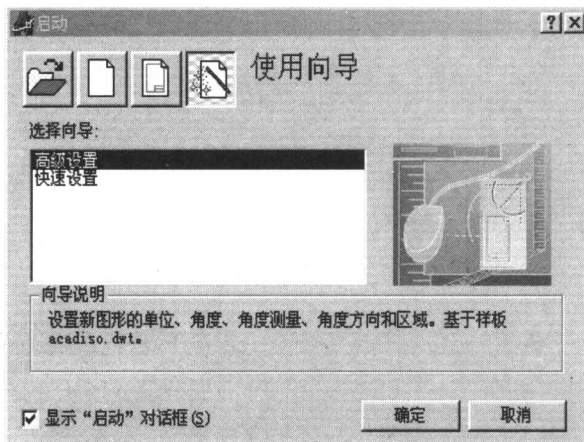 启动
使用向导
选择向导:
高级设置
快速设置
向导说明
设置新图形的单位、角度、角度测量、角度方向和区域。基于样板
acadiso.dwt。
显示“启动”对话框(S)
确定
取消